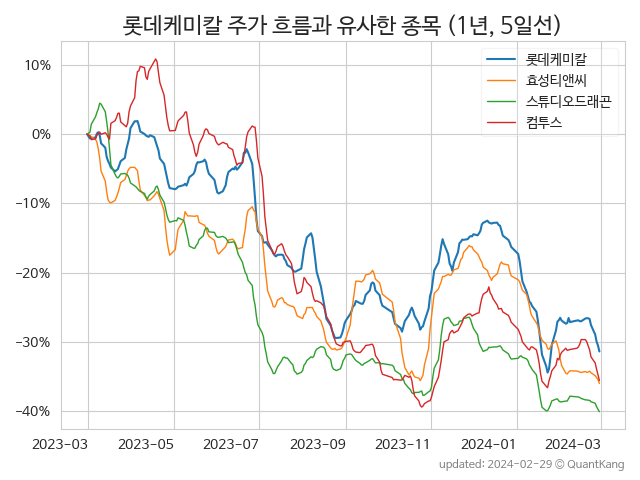 롯데케미칼 주가 흐름과 유사한 종목 (1년, 5일선)
롯데케미칼
효성티앤씨
스튜디오드래곤
컴투스
10%
0%
−10%
−20%
−30%
−40%
2023-03 2023-05 2023-07 2023-09 2023-11 2024-01 2024-03
updated: 2024-02-29 © QuantKang